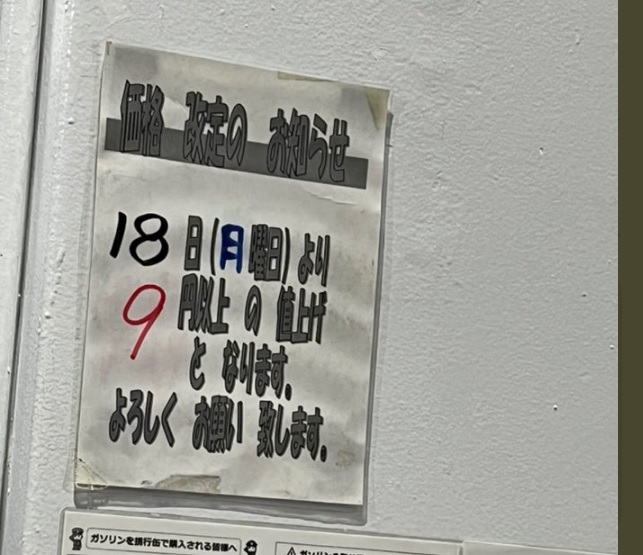 価格 改定の お知らせ
18日(月曜日)より
9円以上 の 値上げ
と なります。
よろしく お願い 致します。
ガソリンを携行缶で購入される皆様へ